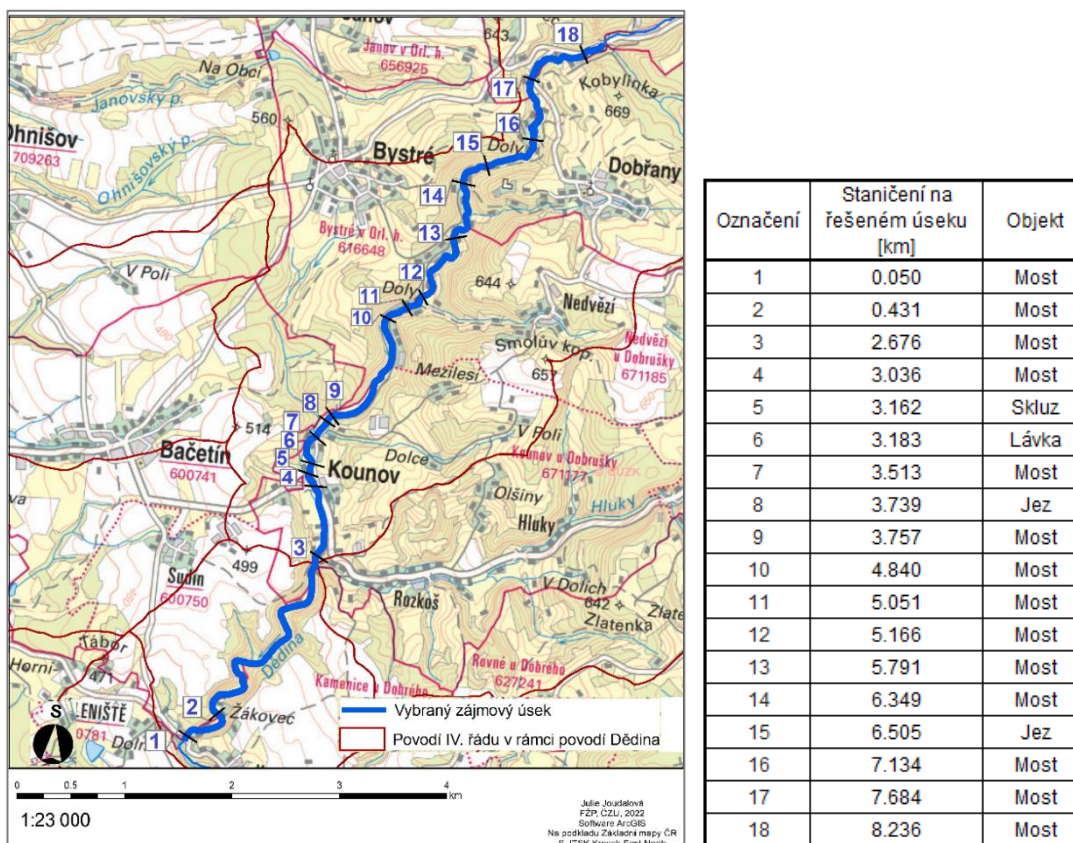 643
18
Janov v Orl. h.
656925
Na Obci
Kobylinka
17
669
Janovský p.
560
16
Ohnišov
709263
15
Doly
Bystré
Dobřany
Ohnišovský p.
14
Bystré v Orl. h.
616648
13
V Poli
12
Doly
644
11
Nedvězí
10
Smolův kop.
Nedvězí
u Dobrušky
671185
657
Mezilesí
9
8
7
514
V Poli
6
Bačetín
600741
Dolce
Kounov u Dobrušky
671177
5
Kounov
4
Olšiny
Hluky
Hluky
3
499
Sudín
600750
V Dolích
Rozkoš
642
Zlatenka
Tábor
Dědina
Rovné u Dobrého
627241
Horní
471
Kamenice u Dobrého
2
Žákoveč
S
1
Vybraný zájmový úsek
Povodí IV. řádu v rámci povodí Dědina
0 0.5 1 2 3 4
km
1:23 000
Julie Joudalová
FŽP, ČZU, 2022
Software ArcGIS
Na podkladu Základní mapy ČR
S-JTSK Krovak East North
Označení Staničení na řešeném úseku [km] Objekt
1 0.050 Most
2 0.431 Most
3 2.676 Most
4 3.036 Most
5 3.162 Skluz
6 3.183 Lávka
7 3.513 Most
8 3.739 Jez
9 3.757 Most
10 4.840 Most
11 5.051 Most
12 5.166 Most
13 5.791 Most
14 6.349 Most
15 6.505 Jez
16 7.134 Most
17 7.684 Most
18 8.236 Most